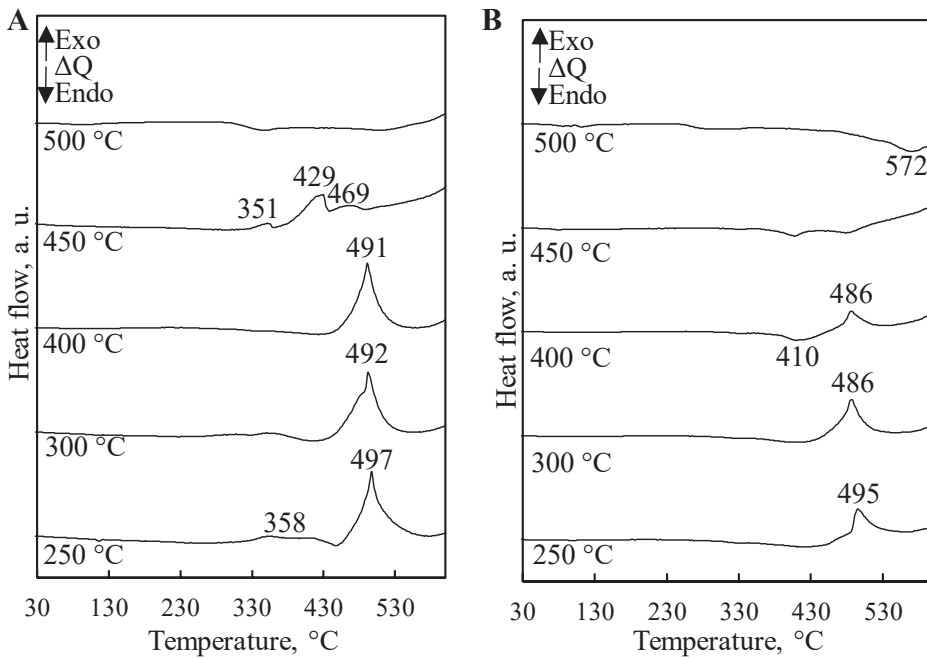 A
Exo
ΔQ
Endo
500 °C
429
351
469
450 °C
491
400 °C
492
300 °C
497
358
250 °C
30 130 230 330 430 530
Temperature, °C
Heat flow, a. u.
B
Exo
ΔQ
Endo
500 °C
572
450 °C
486
400 °C
410
486
300 °C
495
250 °C
30 130 230 330 430 530
Temperature, °C
Heat flow, a. u.